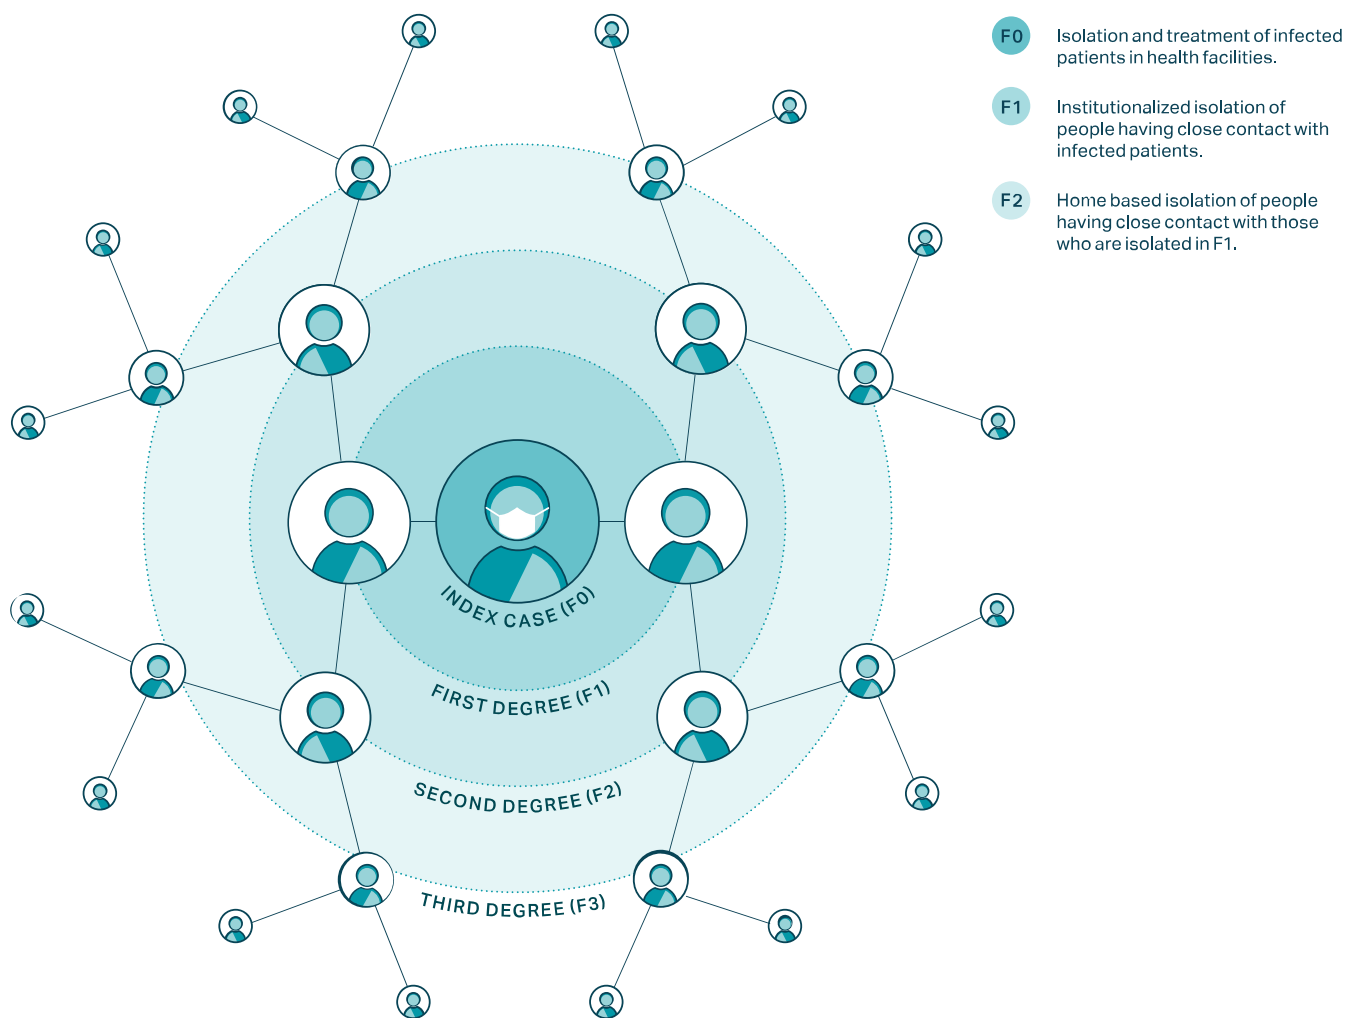 F0
Isolation and treatment of infected
patients in health facilities.
F1
Institutionalized isolation of
people having close contact with
infected patients.
F2
Home based isolation of people
having close contact with those
who are isolated in F1.
INDEX CASE (F0)
FIRST DEGREE (F1)
SECOND DEGREE (F2)
THIRD DEGREE (F3)